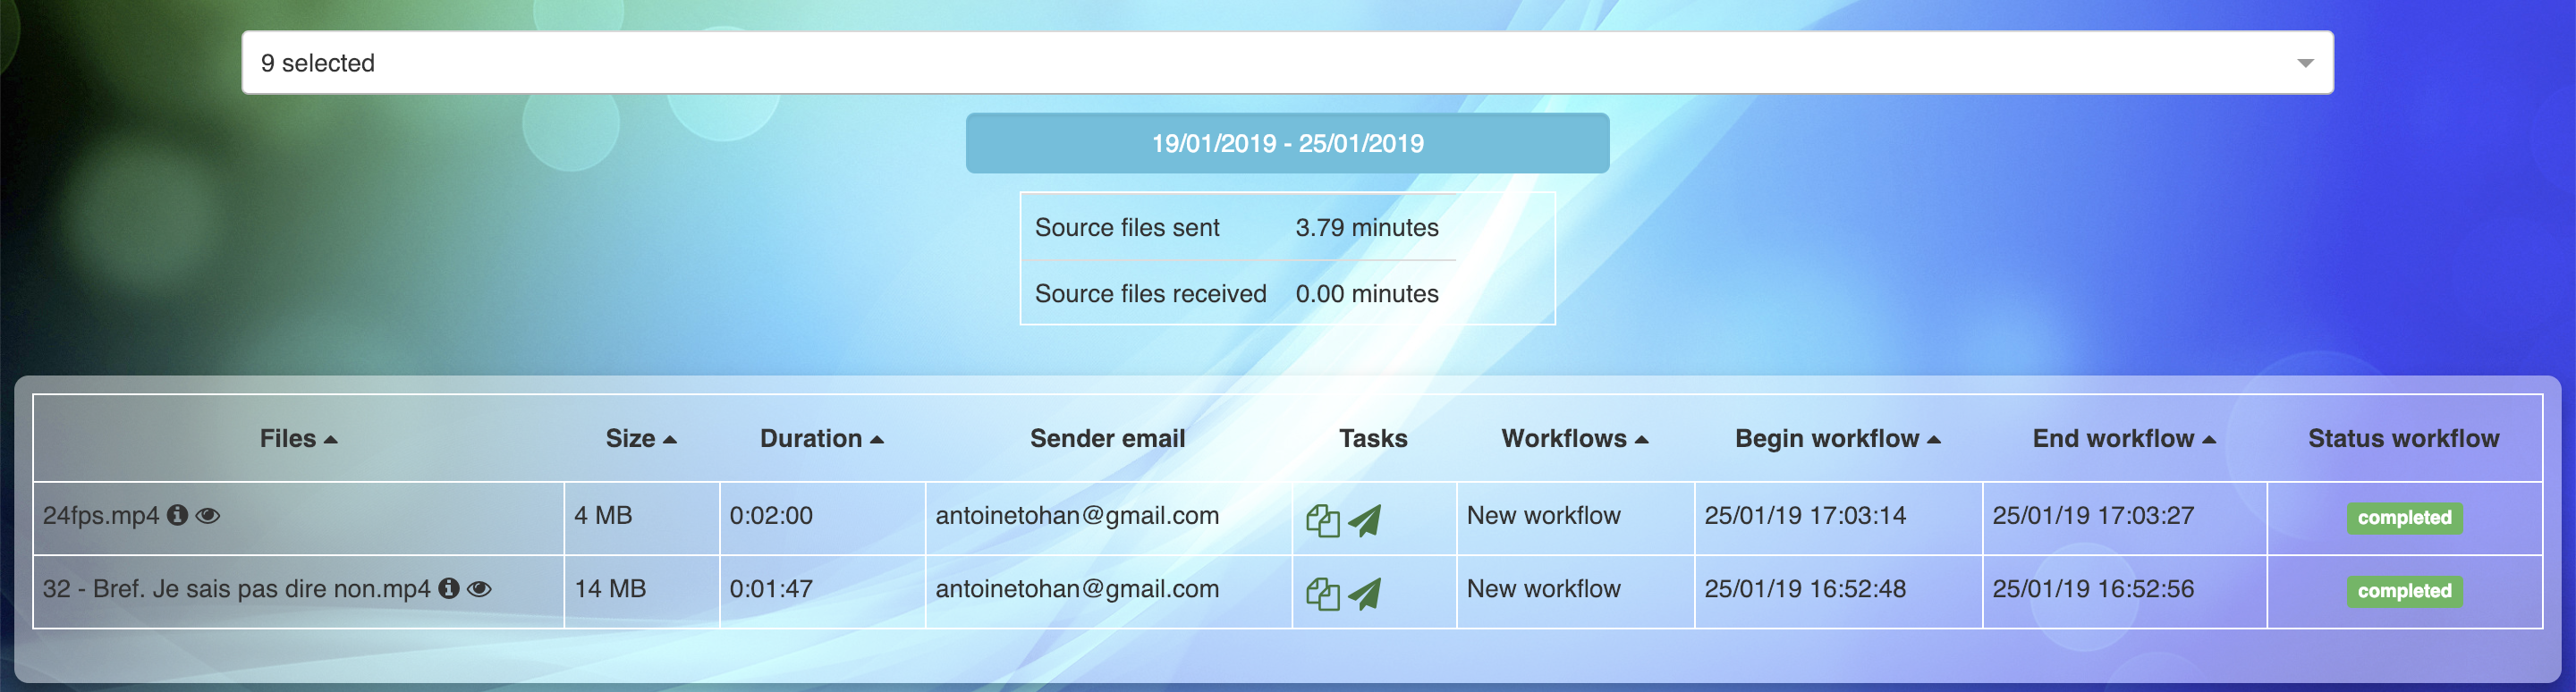 9 selected
19/01/2019 - 25/01/2019
Source files sent 3.79 minutes
Source files received 0.00 minutes
Files Size Duration Sender email Tasks Workflows Begin workflow End workflow Status workflow
24fps.mp4 4 MB 0:02:00 antoinetohan@gmail.com New workflow 25/01/19 17:03:14 25/01/19 17:03:27 completed
32 - Bref. Je sais pas dire non.mp4 14 MB 0:01:47 antoinetohan@gmail.com New workflow 25/01/19 16:52:48 25/01/19 16:52:56 completed